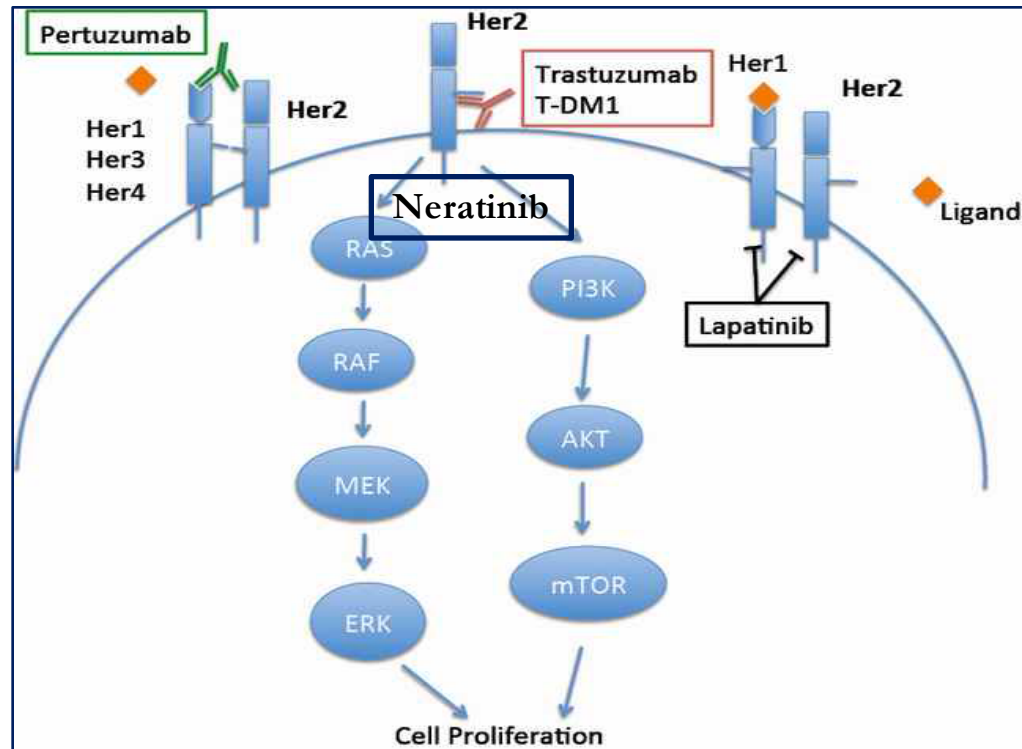 Pertuzumab
Her2
Trastuzumab
T-DM1
Her1
Her2
Her2
Her1
Her3
Her4
Ligand
Neratinib
RAS
PI3K
Lapatinib
RAF
AKT
MEK
mTOR
ERK
Cell Proliferation